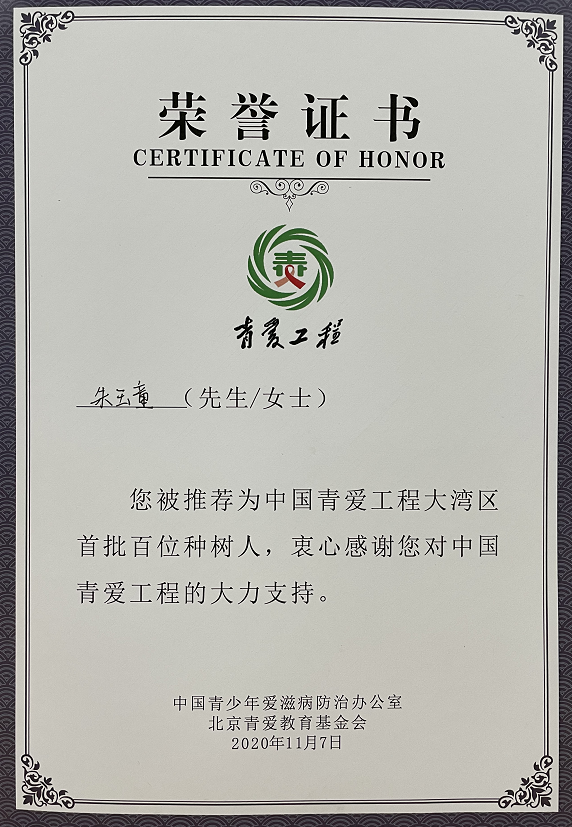 荣誉证书
CERTIFICATE OF HONOR
青
青爱工程
朱玉童（先生/女士）
您被推荐为中国青爱工程大湾区
首批百位种树人，衷心感谢您对中国
青爱工程的大力支持。
中国青少年爱滋病防治办公室
北京青爱教育基金会
2020年11月7日